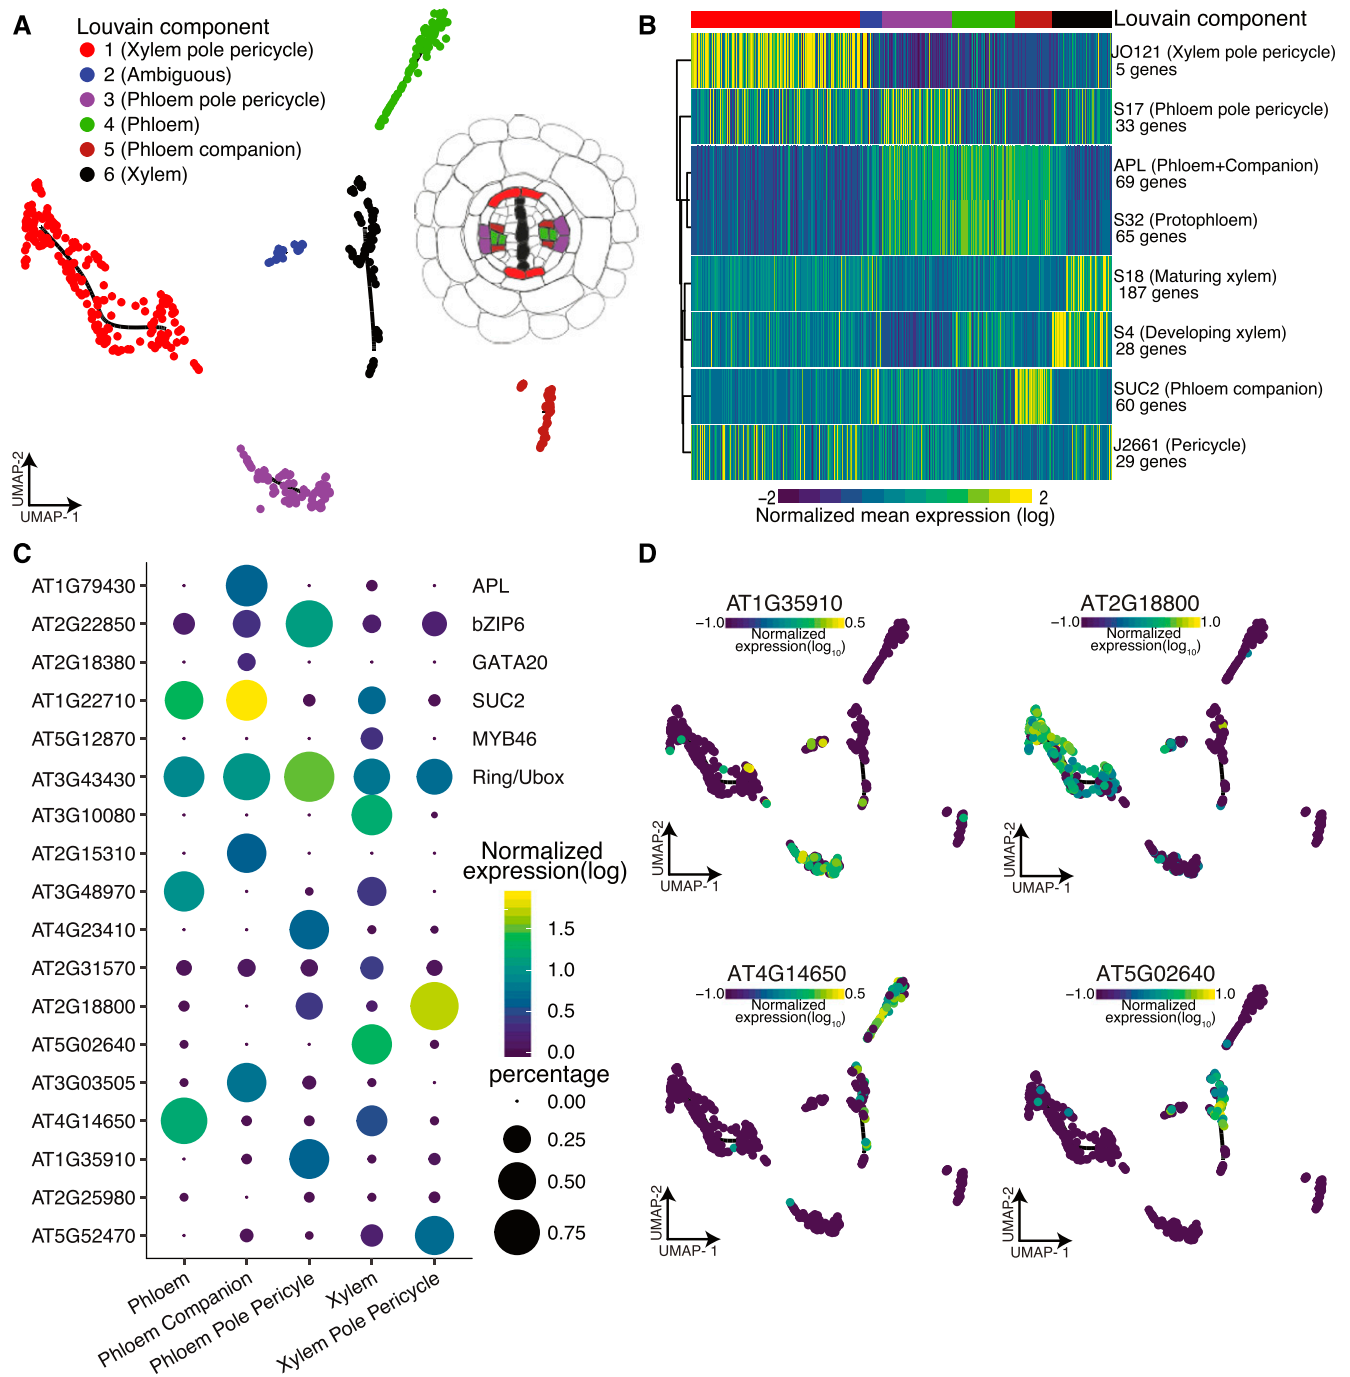 A
Louvain component
1 (Xylem pole pericycle)
2 (Ambiguous)
3 (Phloem pole pericycle)
4 (Phloem)
5 (Phloem companion)
6 (Xylem)
UMAP-2
UMAP- 1
B
Louvain component
JO121 (Xylem pole pericycle)
5 genes
S17 (Phloem pole pericycle)
33 genes
APL (Phloem+Companion)
69 genes
S32 (Protophloem)
65 genes
S18 (Maturing xylem)
187 genes
S4 (Developing xylem)
28 genes
SUC2 (Phloem companion)
60 genes
J2661 (Pericycle)
29 genes
−2 2
Normalized mean expression (log)
C
AT1G79430 APL
AT2G22850 bZIP6
AT2G18380 GATA20
AT1G22710 SUC2
AT5G12870 MYB46
AT3G43430 Ring/Ubox
AT3G10080
AT2G15310
AT3G48970
AT4G23410
AT2G31570
AT2G18800
AT5G02640
AT3G03505
AT4G14650
AT1G35910
AT2G25980
AT5G52470
Phloem
Phloem Companion
Phloem Pole Pericyle
Xylem
Xylem Pole Pericycle
Normalized
expression(log)
1.5
1.0
0.5
0.0
percentage
0.00
0.25
0.50
0.75
D
AT1G35910
−1.0 0.5
Normalized
expression(log10)
UMAP-2
UMAP- 1
AT2G18800
−1.0 1.0
Normalized
expression(log10)
UMAP-2
UMAP- 1
AT4G14650
−1.0 0.5
Normalized
expression(log10)
UMAP-2
UMAP- 1
AT5G02640
−1.0 1.0
Normalized
expression(log10)
UMAP-2
UMAP- 1